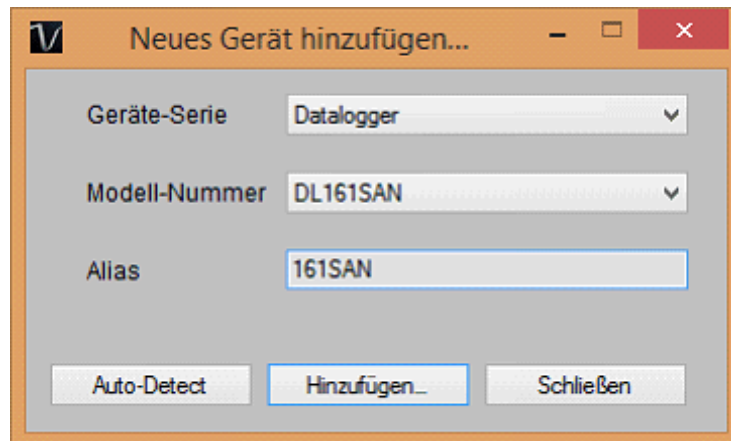 Neues Gerät hinzufügen...
Geräte-Serie Datalogger
Modell-Nummer DL161SAN
Alias 161SAN
Auto-Detect Hinzufügen... Schließen